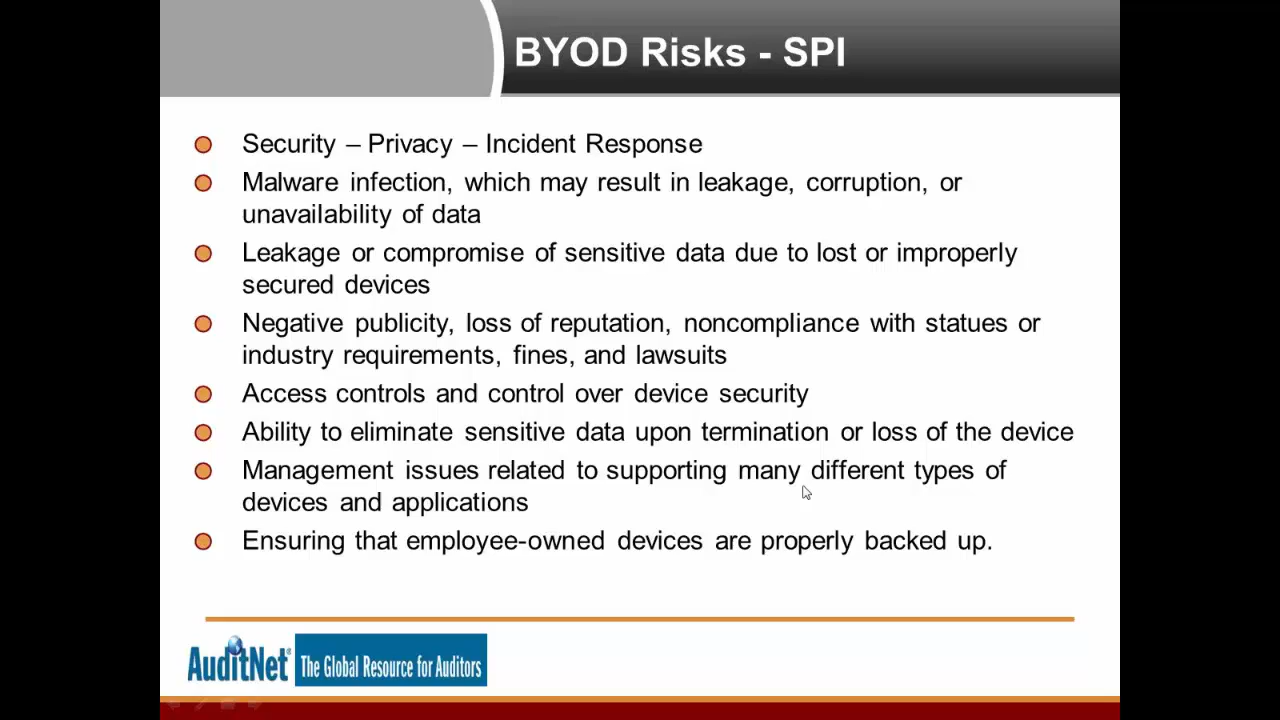 BYOD Risks - SPI
Security – Privacy – Incident Response
Malware infection, which may result in leakage, corruption, or
unavailability of data
Leakage or compromise of sensitive data due to lost or improperly
secured devices
Negative publicity, loss of reputation, noncompliance with statues or
industry requirements, fines, and lawsuits
Access controls and control over device security
Ability to eliminate sensitive data upon termination or loss of the device
Management issues related to supporting many different types of
devices and applications
Ensuring that employee-owned devices are properly backed up.
AuditNet® The Global Resource for Auditors